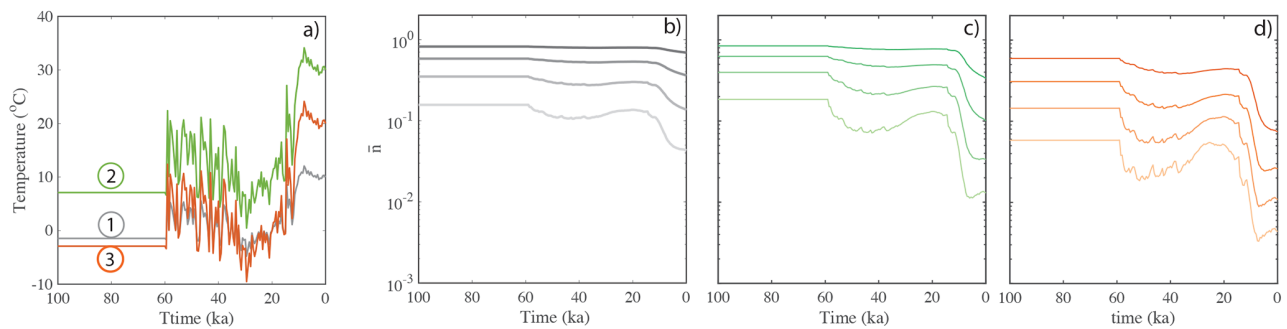 a)
Temperature (°C)
40
30
20
10
0
-10
2
1
3
100 80 60 40 20 0
Ttime (ka)
b)
n̄
10⁰
10⁻¹
10⁻²
10⁻³
100 80 60 40 20 0
Time (ka)
c)
100 80 60 40 20 0
Time (ka)
d)
100 80 60 40 20 0
time (ka)